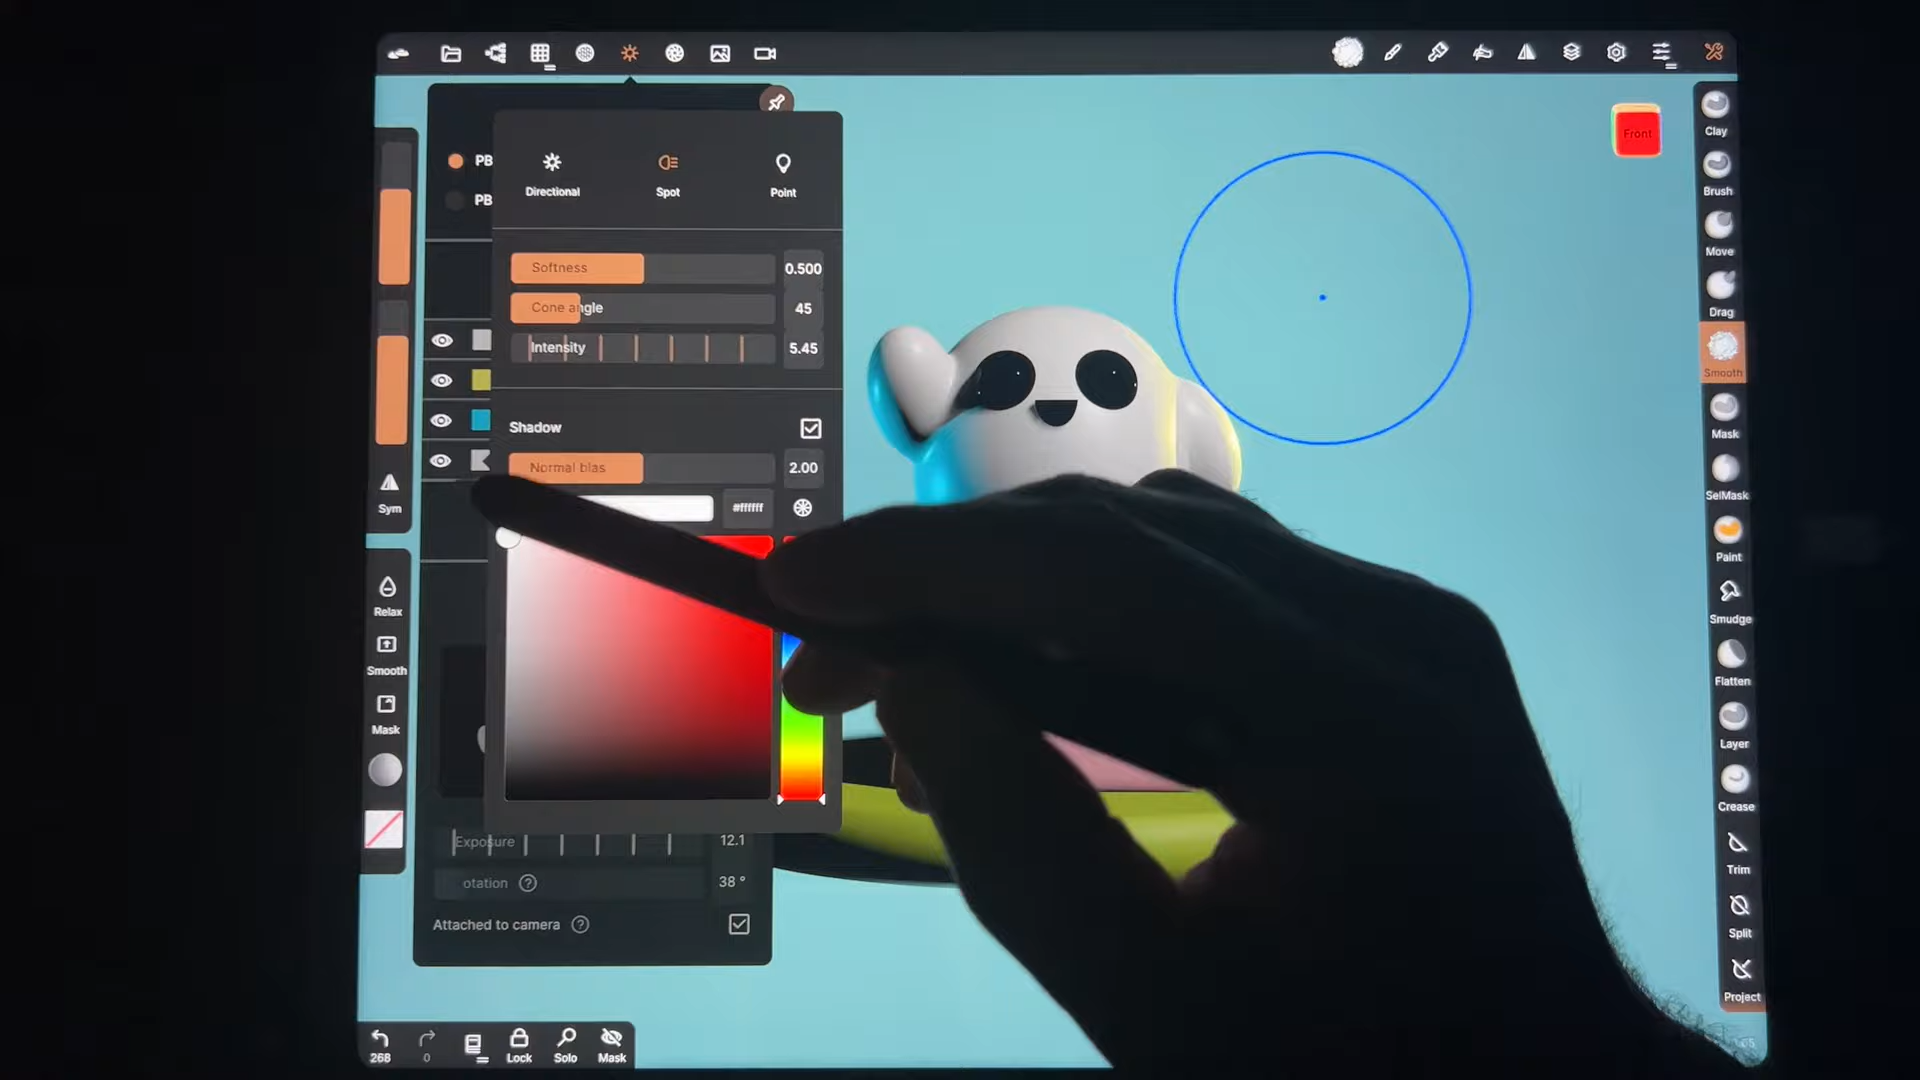 Front
PB
PB
Directional
Spot
Point
Softness
0.500
Cone angle
45
Intensity
5.45
Shadow
Normal bias
2.00
#ffffff
Exposure
12.1
otation ?
38 °
Attached to camera ?
Sym
Relax
Smooth
Mask
268
0
Lock
Solo
Mask
Clay
Brush
Move
Drag
Smooth
Mask
SelMask
Paint
Smudge
Flatten
Layer
Crease
Trim
Split
Project